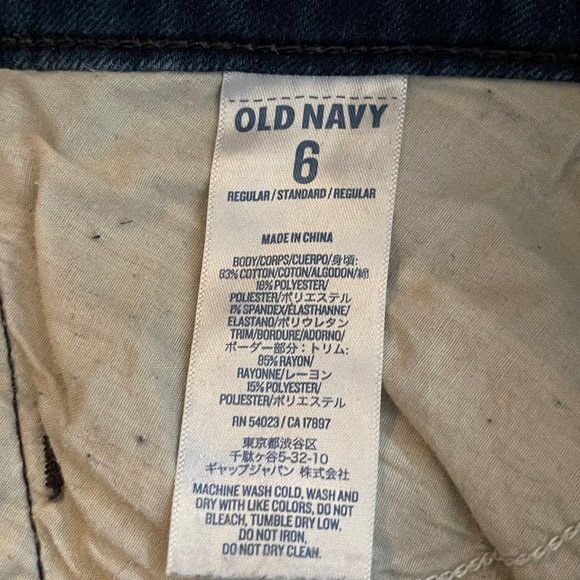 OLD NAVY
6
REGULAR / STANDARD / REGULAR
MADE IN CHINA
BODY/CORPS/CUERPO/身頃:
83% COTTON/COTON/ALGODON/綿
16% POLYESTER/
POLIESTER/ポリエステル
1% SPANDEX/ÉLASTHANNE/
ELASTANO/ポリウレタン
TRIM/BORDURE/ADORNO/
ボーダー部分：トリム:
85% RAYON/
RAYONNE/レーヨン
15% POLYESTER/
POLIESTER/ポリエステル
RN 54023 / CA 17897
東京都渋谷区
千駄ヶ谷5-32-10
ギャップジャパン 株式会社
MACHINE WASH COLD, WASH AND
DRY WITH LIKE COLORS, DO NOT
BLEACH, TUMBLE DRY LOW,
DO NOT IRON,
DO NOT DRY CLEAN.